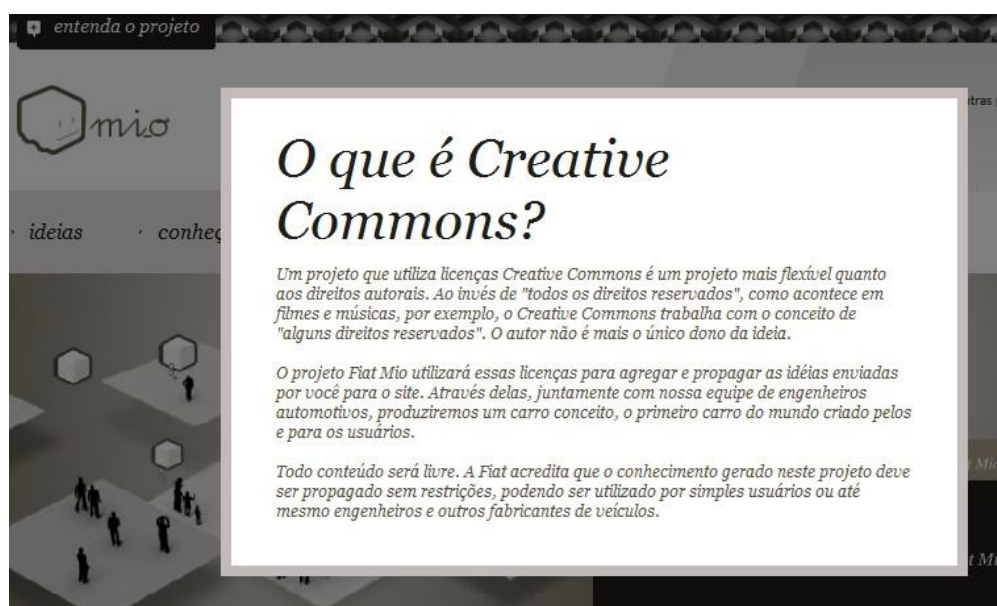 entenda o projeto
mio
utras
ideias
conheç
O que é Creative
Commons?
Um projeto que utiliza licenças Creative Commons é um projeto mais flexível quanto
aos direitos autorais. Ao invés de "todos os direitos reservados", como acontece em
filmes e músicas, por exemplo, o Creative Commons trabalha com o conceito de
"alguns direitos reservados". O autor não é mais o único dono da ideia.
O projeto Fiat Mio utilizará essas licenças para agregar e propagar as idéias enviadas
por você para o site. Através delas, juntamente com nossa equipe de engenheiros
automotivos, produziremos um carro conceito, o primeiro carro do mundo criado pelos
e para os usuários.
Todo conteúdo será livre. A Fiat acredita que o conhecimento gerado neste projeto deve
ser propagado sem restrições, podendo ser utilizado por simples usuários ou até
mesmo engenheiros e outros fabricantes de veículos.
t Mio
t Mi